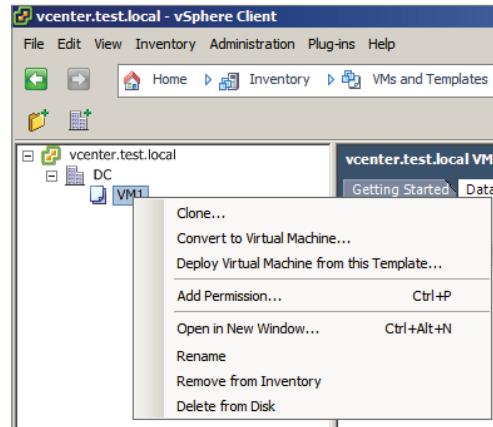 vcenter.test.local - vSphere Client
File Edit View Inventory Administration Plug-ins Help
Home Inventory VMs and Templates
vcenter.test.local
DC
VM1
vcenter.test.local VM
Getting Started Data
Clone...
Convert to Virtual Machine...
Deploy Virtual Machine from this Template...
Add Permission... Ctrl+P
Open in New Window... Ctrl+Alt+N
Rename
Remove from Inventory
Delete from Disk